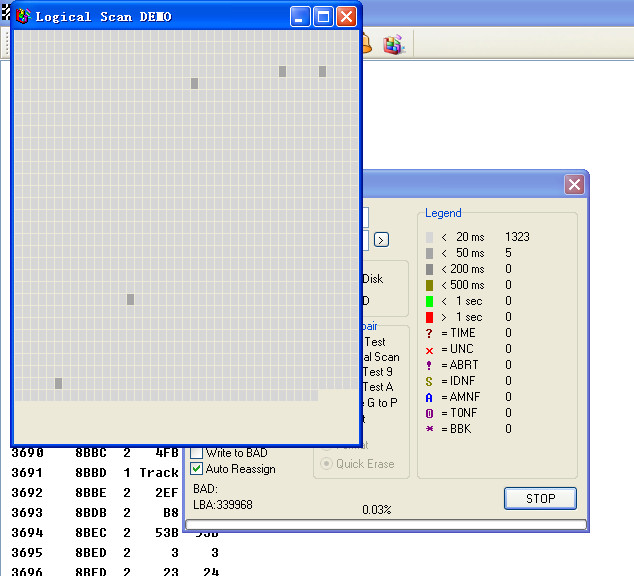 Logical Scan DEMO
Legend
< 20 ms 1323
< 50 ms 5
< 200 ms 0
< 500 ms 0
< 1 sec 0
> 1 sec 0
? = TIME 0
x = UNC 0
! = ABRT 0
S = IDNF 0
A = AMNF 0
0 = T0NF 0
* = BBK 0
>
Disk
D
pair
Test
al Scan
Test 9
Test A
G to P
t
Write to BAD
Auto Reassign
Quick Erase
BAD:
LBA:339968
0.03%
STOP
3690 8BBC 2 4FB
3691 8BBD 1 Track
3692 8BBE 2 2EF
3693 8BDB 2 B8
3694 8BEC 2 53B 53B
3695 8BED 2 3 3
3696 8BED 2 23 24